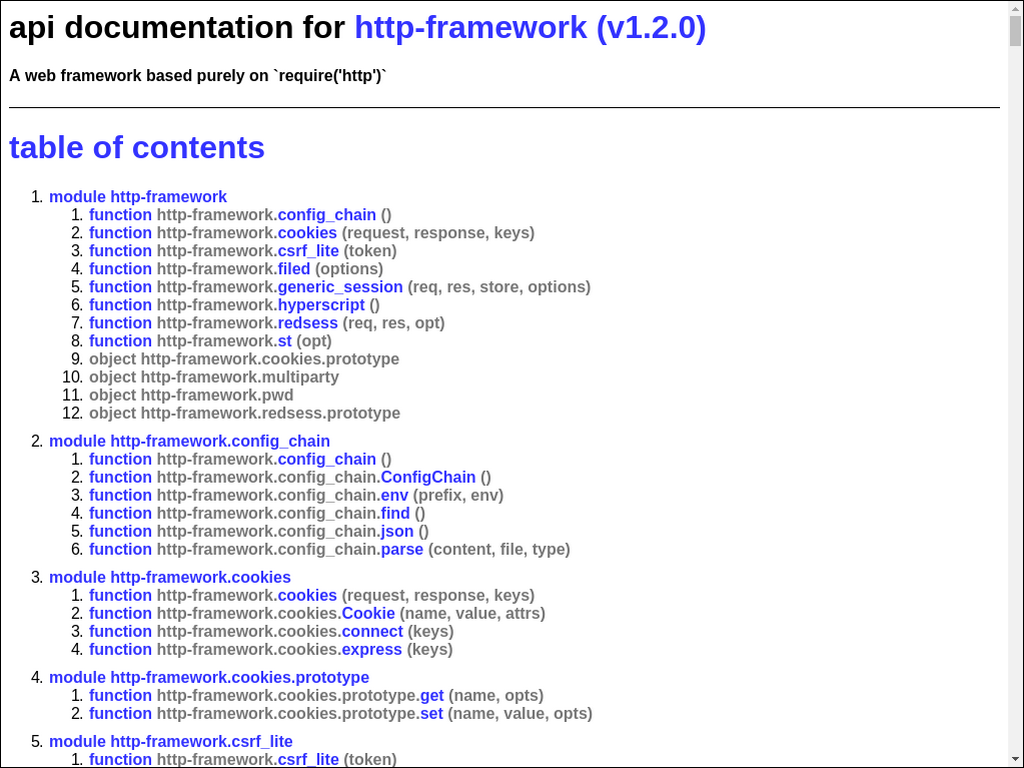 api documentation for http-framework (v1.2.0)
A web framework based purely on `require('http')`
table of contents
1. module http-framework
1. function http-framework.config_chain ()
2. function http-framework.cookies (request, response, keys)
3. function http-framework.csrf_lite (token)
4. function http-framework.filed (options)
5. function http-framework.generic_session (req, res, store, options)
6. function http-framework.hyperscript ()
7. function http-framework.redsess (req, res, opt)
8. function http-framework.st (opt)
9. object http-framework.cookies.prototype
10. object http-framework.multiparty
11. object http-framework.pwd
12. object http-framework.redsess.prototype
2. module http-framework.config_chain
1. function http-framework.config_chain ()
2. function http-framework.config_chain.ConfigChain ()
3. function http-framework.config_chain.env (prefix, env)
4. function http-framework.config_chain.find ()
5. function http-framework.config_chain.json ()
6. function http-framework.config_chain.parse (content, file, type)
3. module http-framework.cookies
1. function http-framework.cookies (request, response, keys)
2. function http-framework.cookies.Cookie (name, value, attrs)
3. function http-framework.cookies.connect (keys)
4. function http-framework.cookies.express (keys)
4. module http-framework.cookies.prototype
1. function http-framework.cookies.prototype.get (name, opts)
2. function http-framework.cookies.prototype.set (name, value, opts)
5. module http-framework.csrf_lite
1. function http-framework.csrf_lite (token)